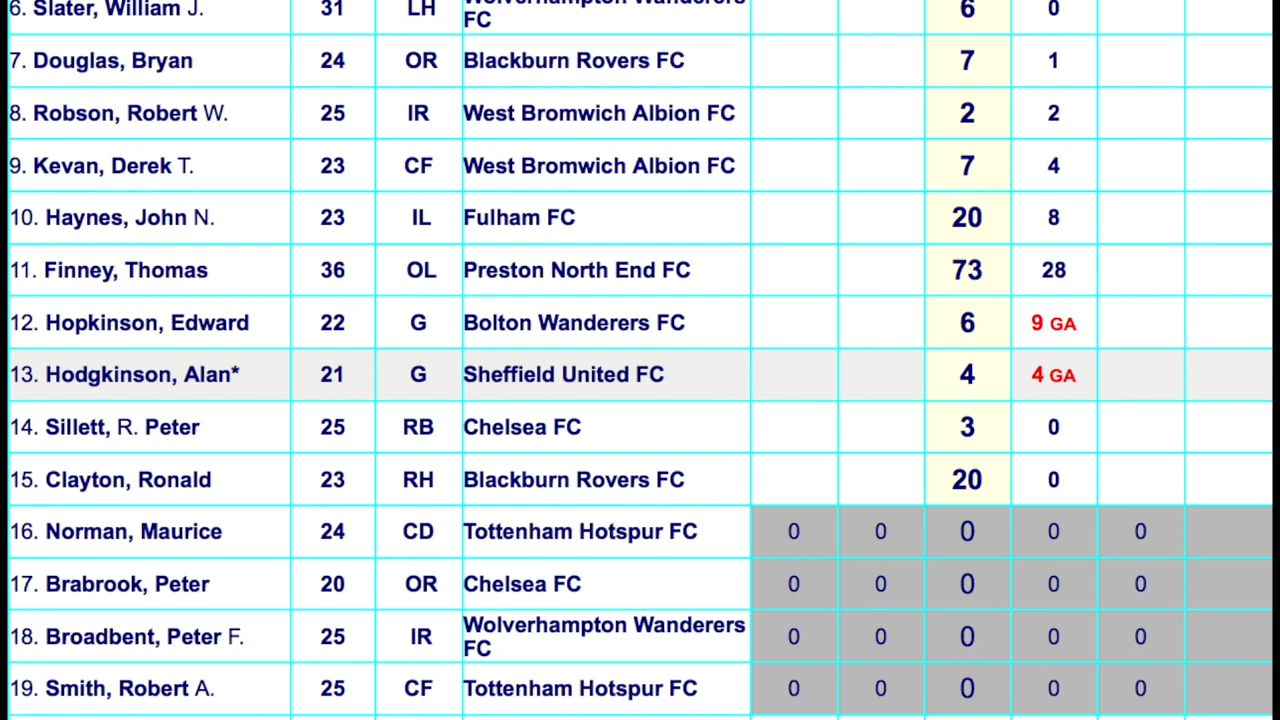 6. Slater, William J. 31 LH Wolverhampton Wanderers FC 6 0
7. Douglas, Bryan 24 OR Blackburn Rovers FC 7 1
8. Robson, Robert W. 25 IR West Bromwich Albion FC 2 2
9. Kevan, Derek T. 23 CF West Bromwich Albion FC 7 4
10. Haynes, John N. 23 IL Fulham FC 20 8
11. Finney, Thomas 36 OL Preston North End FC 73 28
12. Hopkinson, Edward 22 G Bolton Wanderers FC 6 9 GA
13. Hodgkinson, Alan* 21 G Sheffield United FC 4 4 GA
14. Sillett, R. Peter 25 RB Chelsea FC 3 0
15. Clayton, Ronald 23 RH Blackburn Rovers FC 20 0
16. Norman, Maurice 24 CD Tottenham Hotspur FC 0 0 0 0 0
17. Brabrook, Peter 20 OR Chelsea FC 0 0 0 0 0
18. Broadbent, Peter F. 25 IR Wolverhampton Wanderers FC 0 0 0 0 0
19. Smith, Robert A. 25 CF Tottenham Hotspur FC 0 0 0 0 0